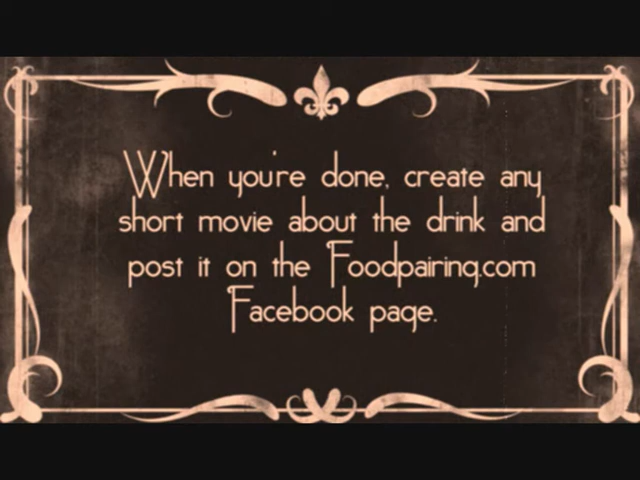 When you're done, create any
short movie about the drink and
post it on the Foodpairing.com
Facebook page.